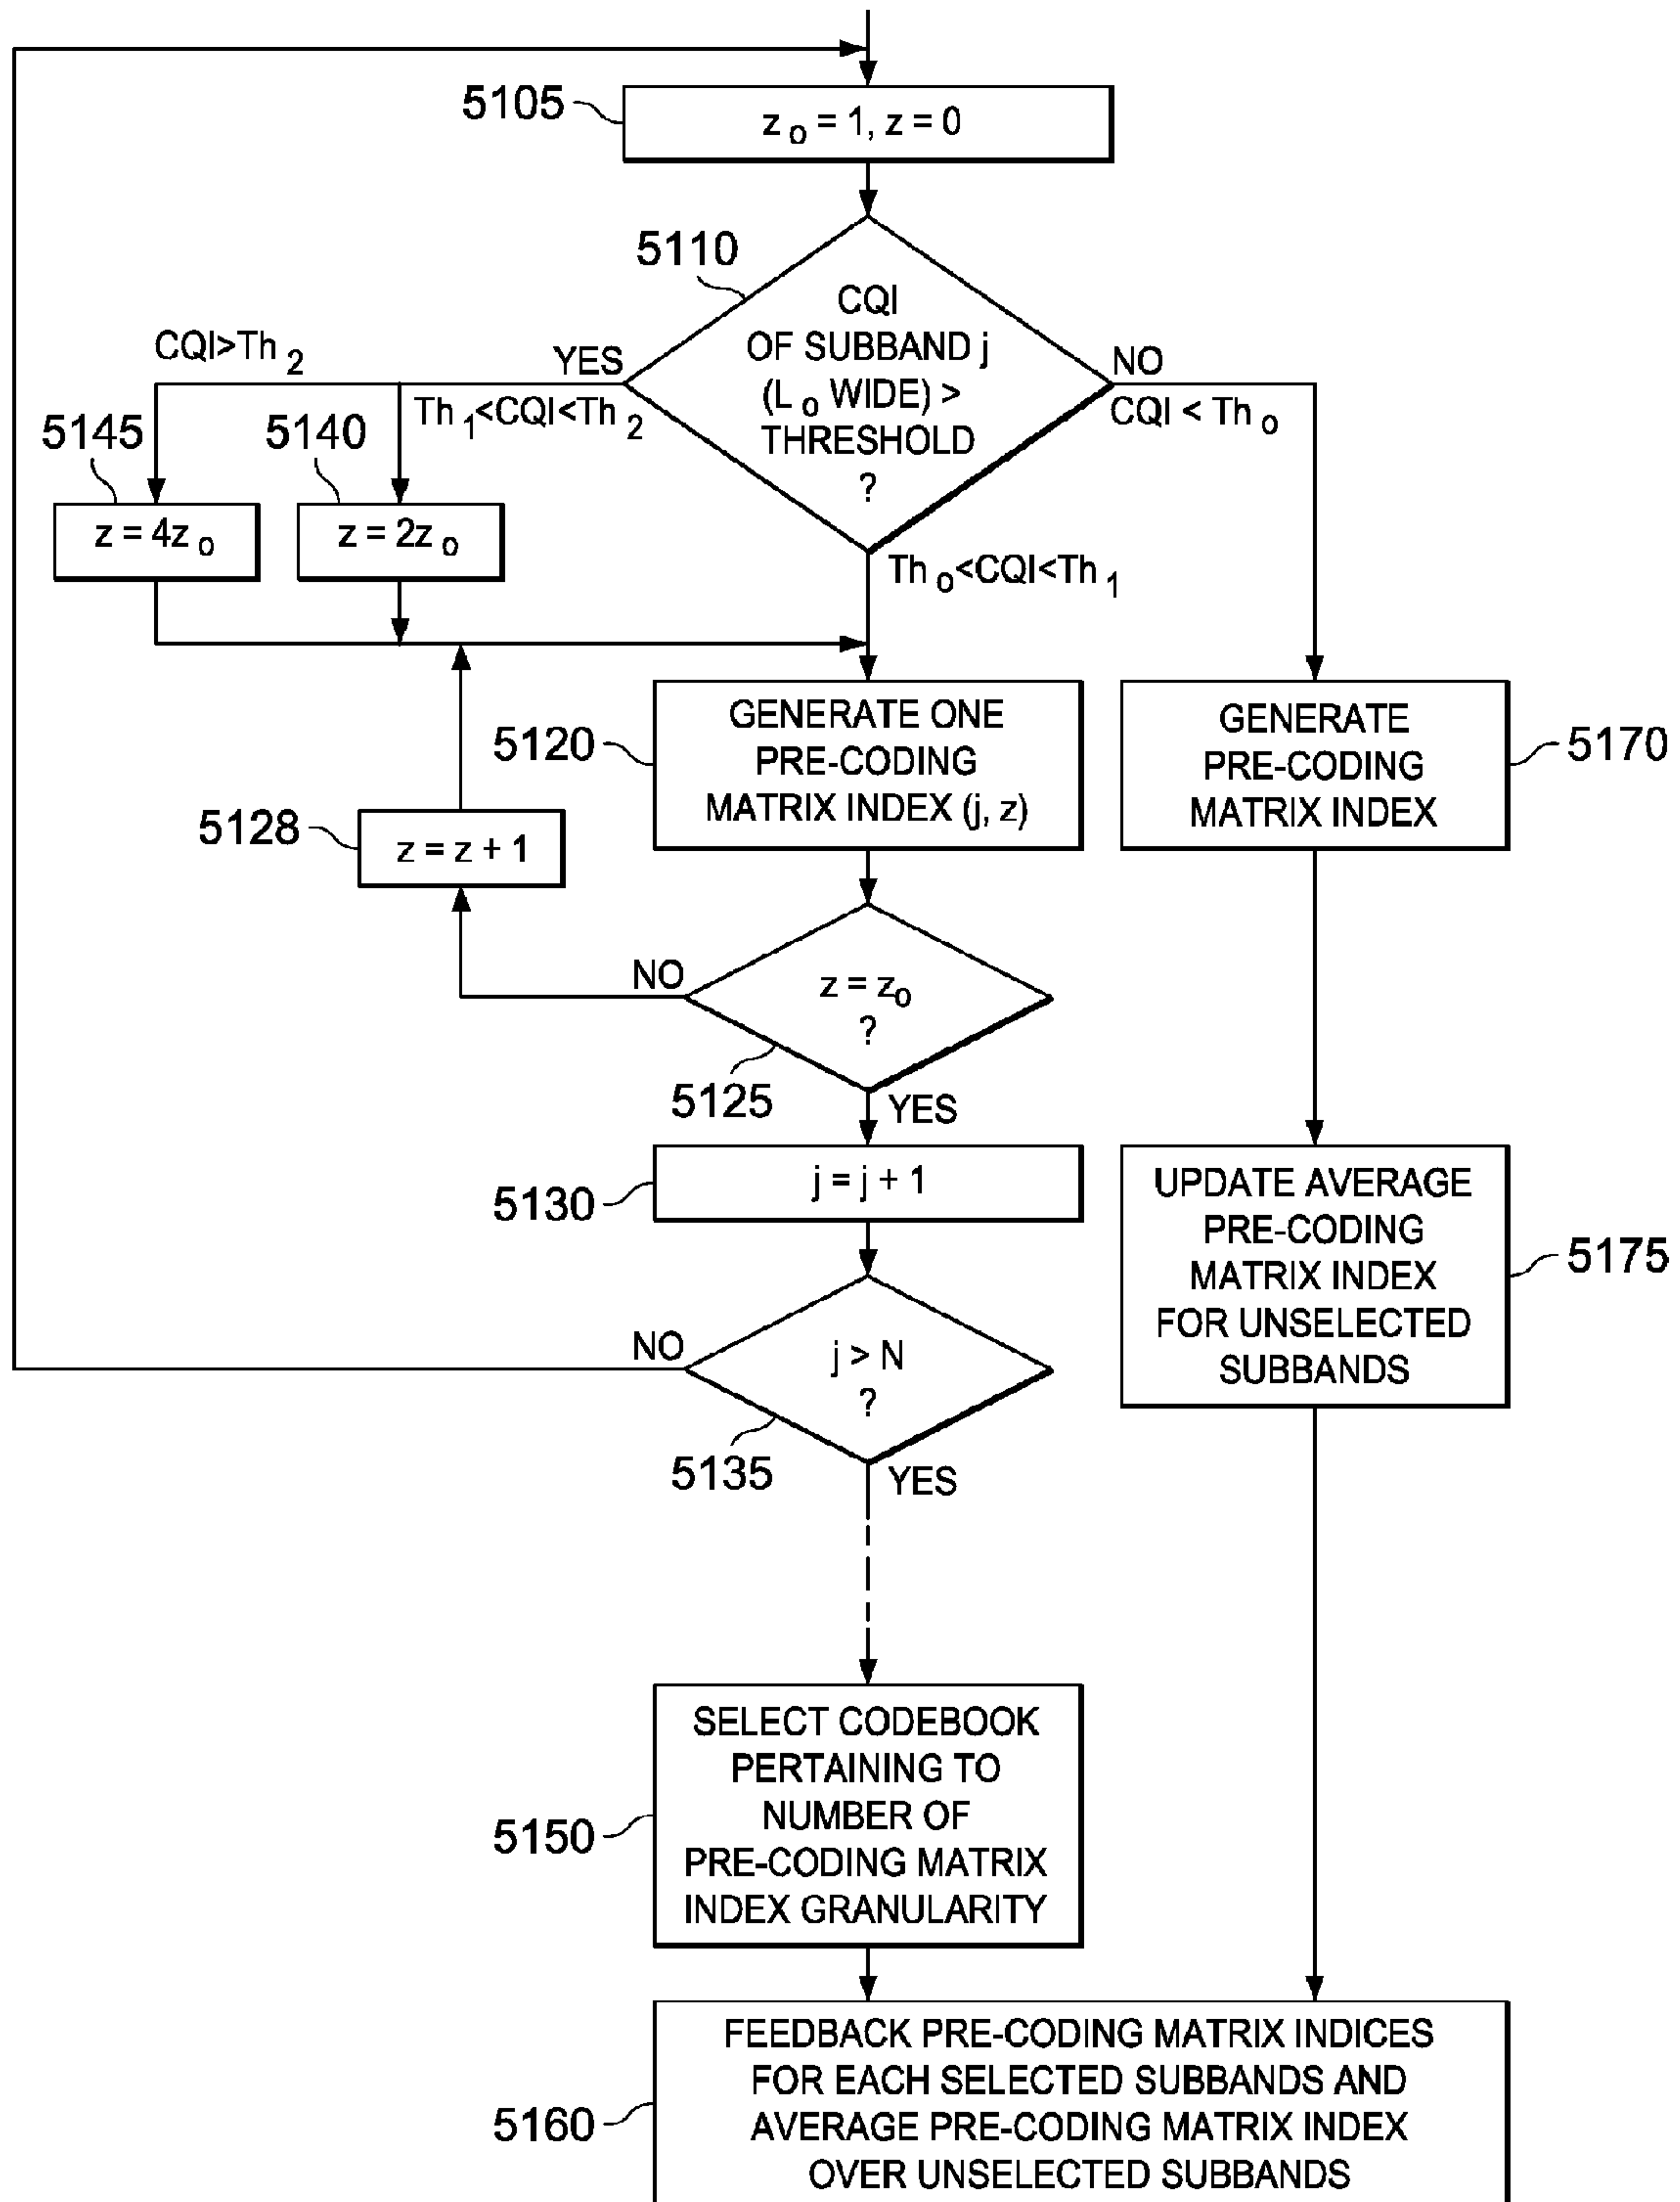 5105
z o = 1, z = 0
5110
CQI
OF SUBBAND j
(L o WIDE) >
THRESHOLD
?
YES
NO
CQI>Th 2
Th 1<CQI<Th 2
CQI < Th o
Th o<CQI<Th 1
5145
5140
z = 4z o
z = 2z o
5120
GENERATE ONE
PRE-CODING
MATRIX INDEX (j, z)
GENERATE
PRE-CODING
MATRIX INDEX
5170
5128
z = z + 1
NO
z = zo
?
5125
YES
5130
j = j + 1
UPDATE AVERAGE
PRE-CODING
MATRIX INDEX
FOR UNSELECTED
SUBBANDS
5175
NO
j > N
?
5135
YES
5150
SELECT CODEBOOK
PERTAINING TO
NUMBER OF
PRE-CODING MATRIX
INDEX GRANULARITY
5160
FEEDBACK PRE-CODING MATRIX INDICES
FOR EACH SELECTED SUBBANDS AND
AVERAGE PRE-CODING MATRIX INDEX
OVER UNSELECTED SUBBANDS